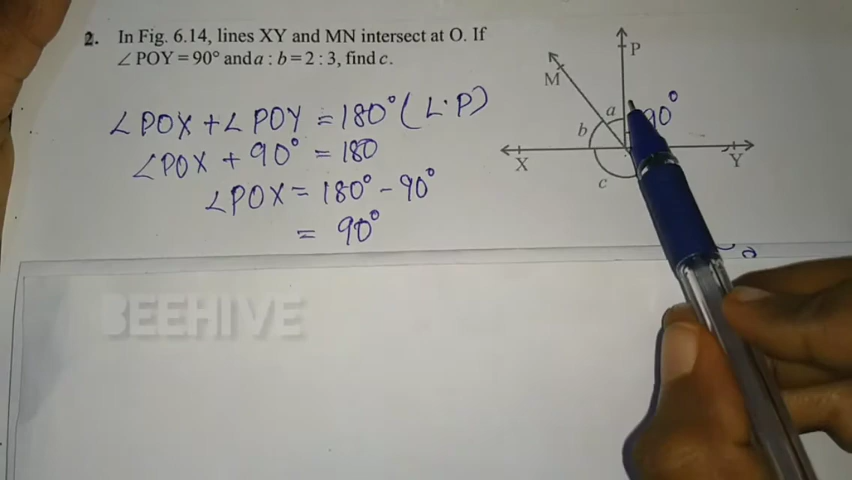 2. In Fig. 6.14, lines XY and MN intersect at O. If
∠ POY = 90° and a : b = 2 : 3, find c.
∠POX + ∠POY = 180° (L.P)
∠POX + 90° = 180
∠POX = 180° - 90°
= 90°
P
M
a
90°
b
X
Y
c
BEEHIVE